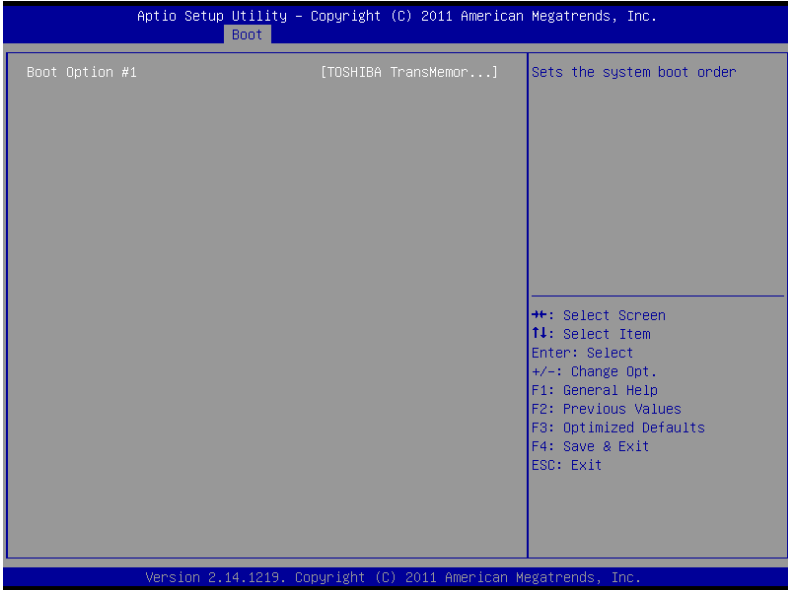 Aptio Setup Utility – Copyright (C) 2011 American Megatrends, Inc.
Boot
Boot Option #1 [TOSHIBA TransMemor...]
Sets the system boot order
→←: Select Screen
↑↓: Select Item
Enter: Select
+/-: Change Opt.
F1: General Help
F2: Previous Values
F3: Optimized Defaults
F4: Save & Exit
ESC: Exit
Version 2.14.1219. Copyright (C) 2011 American Megatrends, Inc.